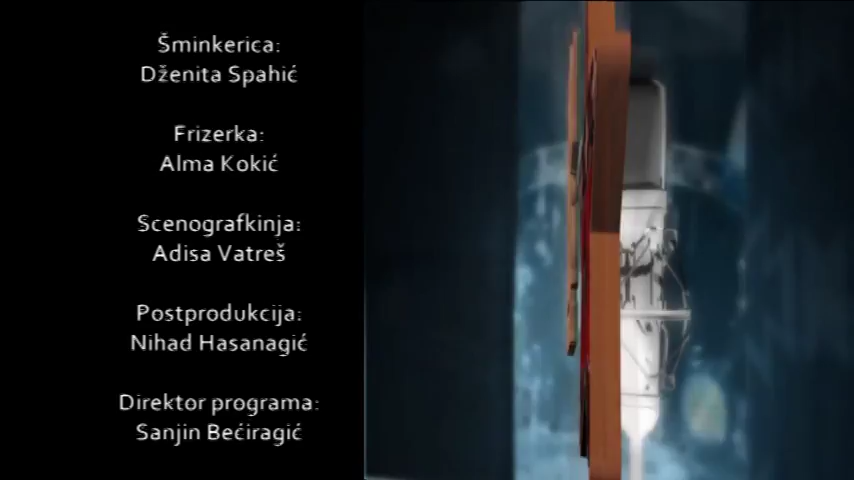 Šminkerica:
Dženita Spahić
Frizerka:
Alma Kokić
Scenografkinja:
Adisa Vatreš
Postprodukcija:
Nihad Hasanagić
Direktor programa:
Sanjin Bećiragić